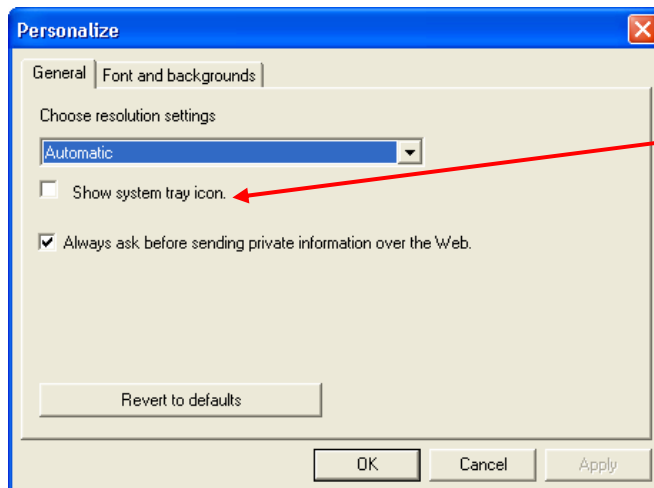 Personalize
General Font and backgrounds
Choose resolution settings
Automatic
Show system tray icon.
Always ask before sending private information over the Web.
Revert to defaults
OK Cancel Apply